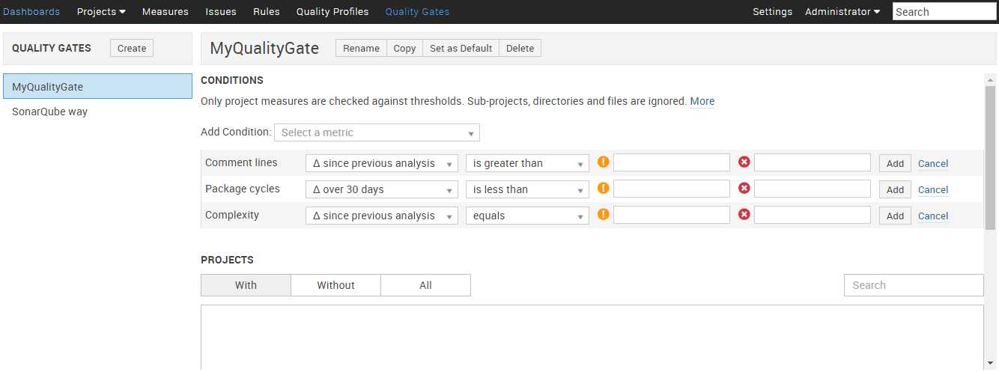 Dashboards Projects Measures Issues Rules Quality Profiles Quality Gates Settings Administrator Search
QUALITY GATES Create
MyQualityGate
SonarQube way
MyQualityGate Rename Copy Set as Default Delete
CONDITIONS
Only project measures are checked against thresholds. Sub-projects, directories and files are ignored. More
Add Condition: Select a metric
Comment lines Δ since previous analysis is greater than Add Cancel
Package cycles Δ over 30 days is less than Add Cancel
Complexity Δ since previous analysis equals Add Cancel
PROJECTS
With Without All Search